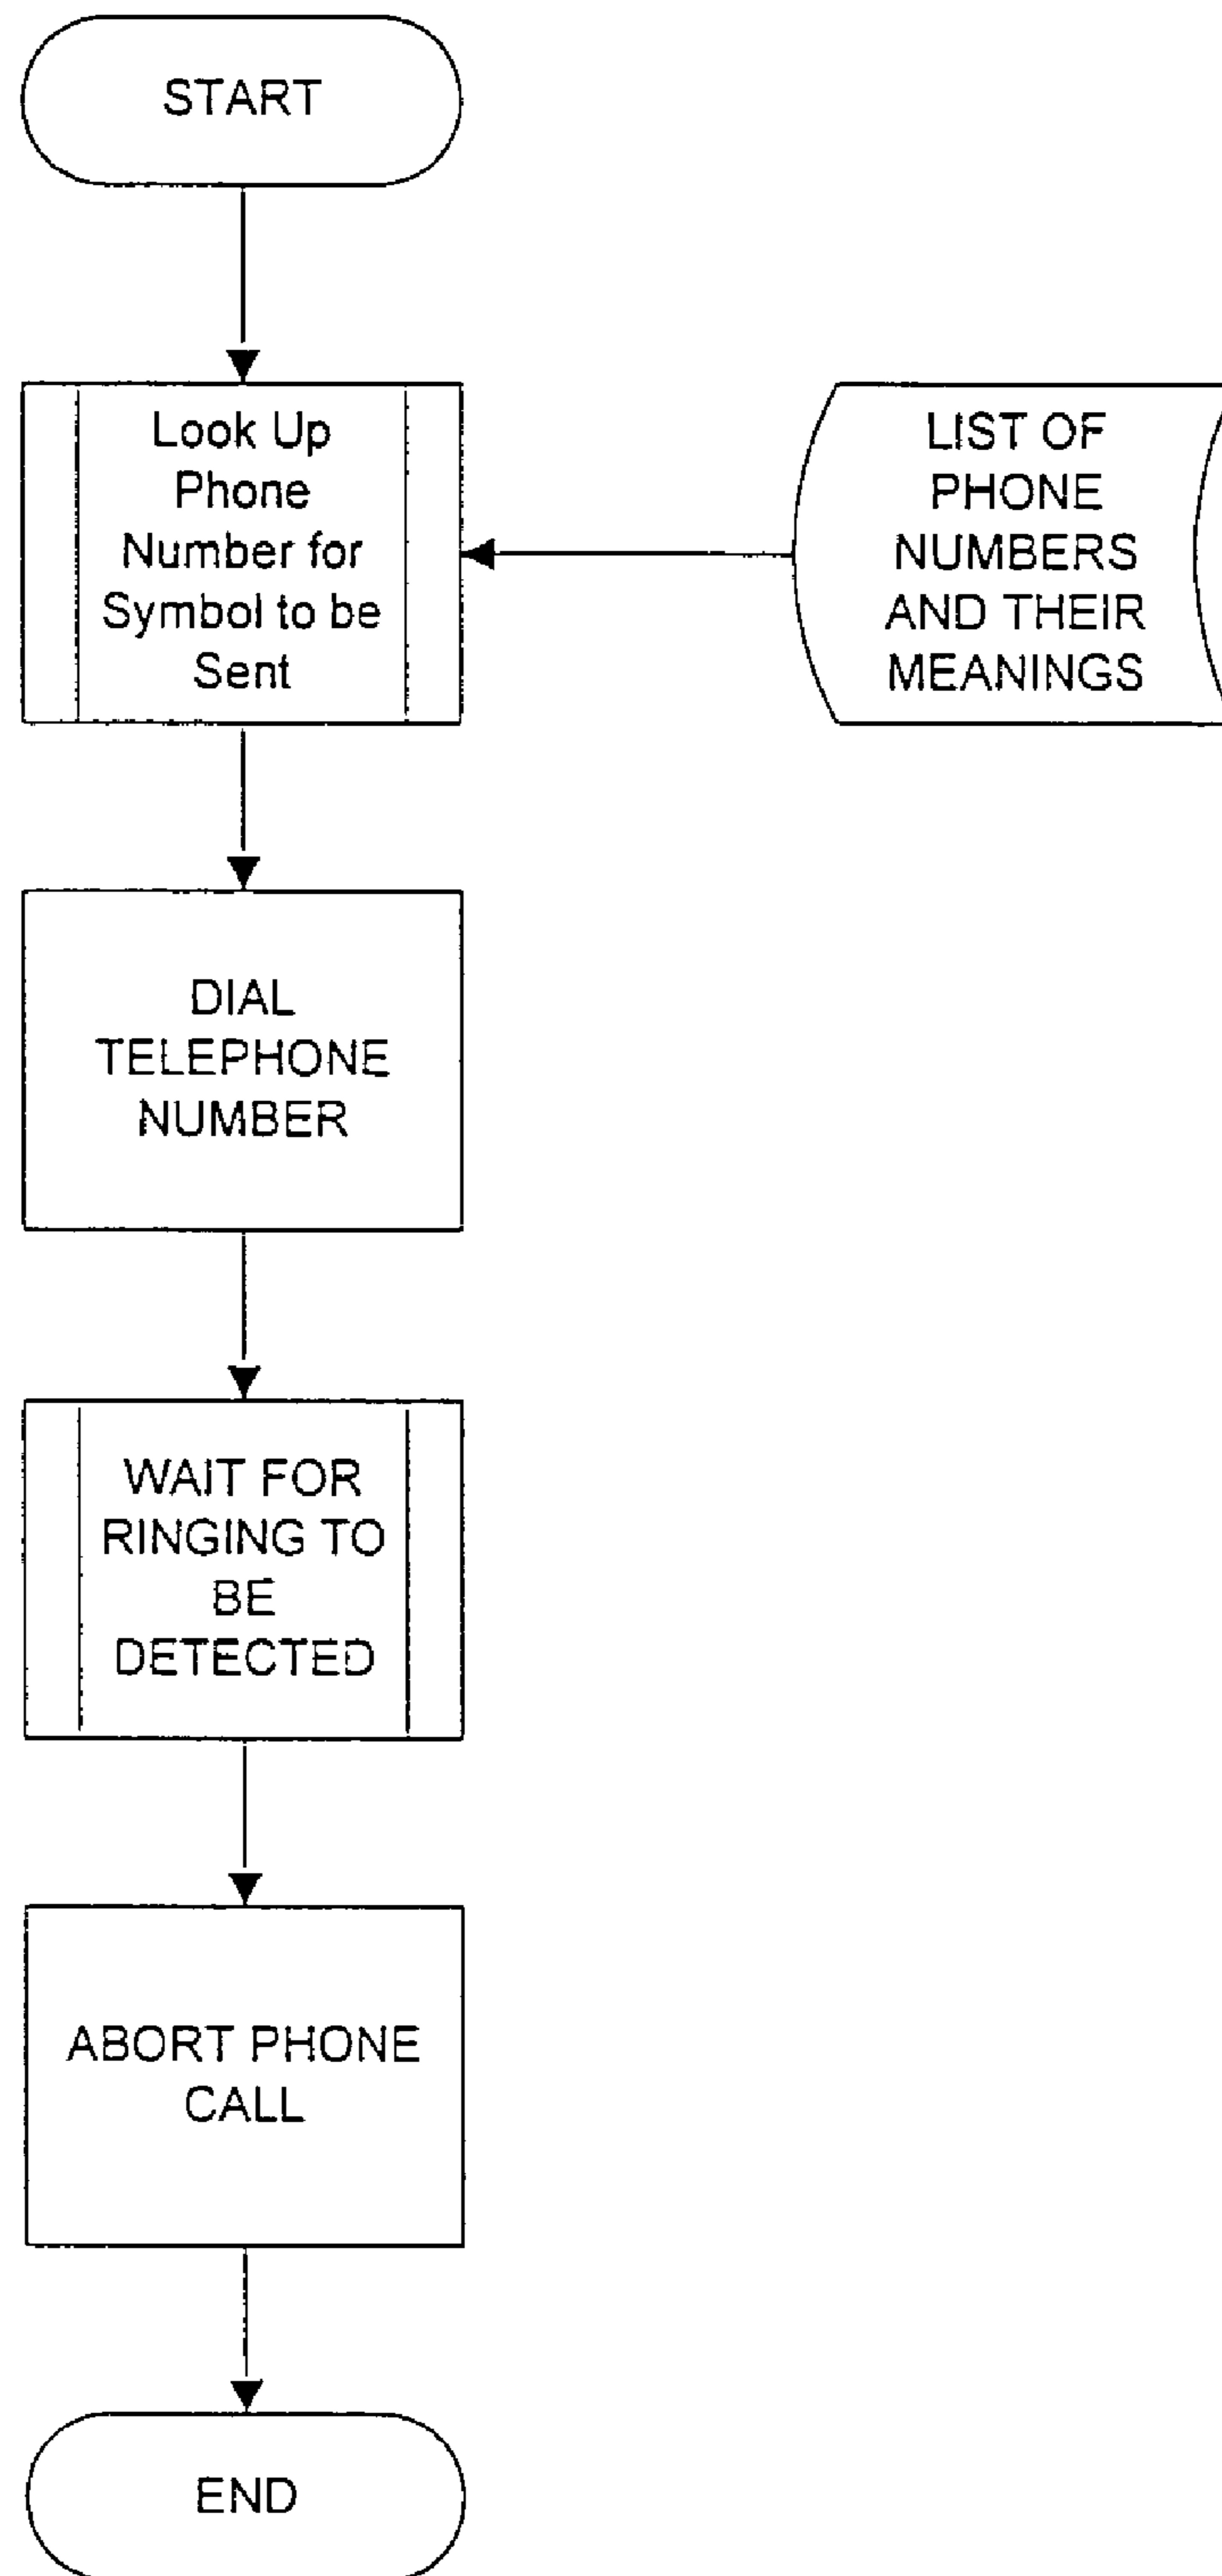 START
Look Up
Phone
Number for
Symbol to be
Sent
LIST OF
PHONE
NUMBERS
AND THEIR
MEANINGS
DIAL
TELEPHONE
NUMBER
WAIT FOR
RINGING TO
BE
DETECTED
ABORT PHONE
CALL
END